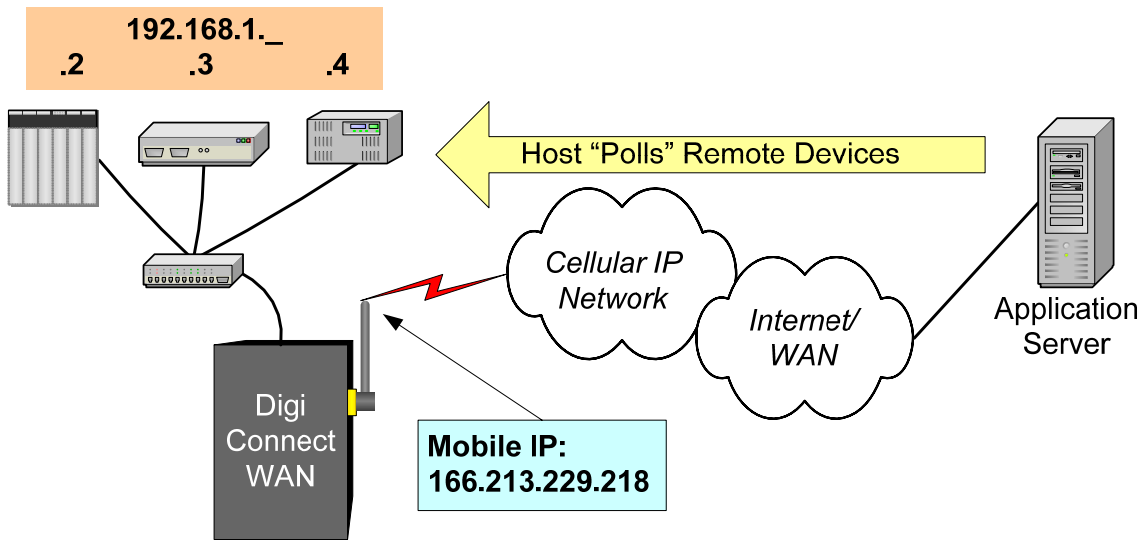 192.168.1._
.2 .3 .4
Host “Polls” Remote Devices
Cellular IP
Network
Internet/
WAN
Application
Server
Digi
Connect
WAN
Mobile IP:
166.213.229.218